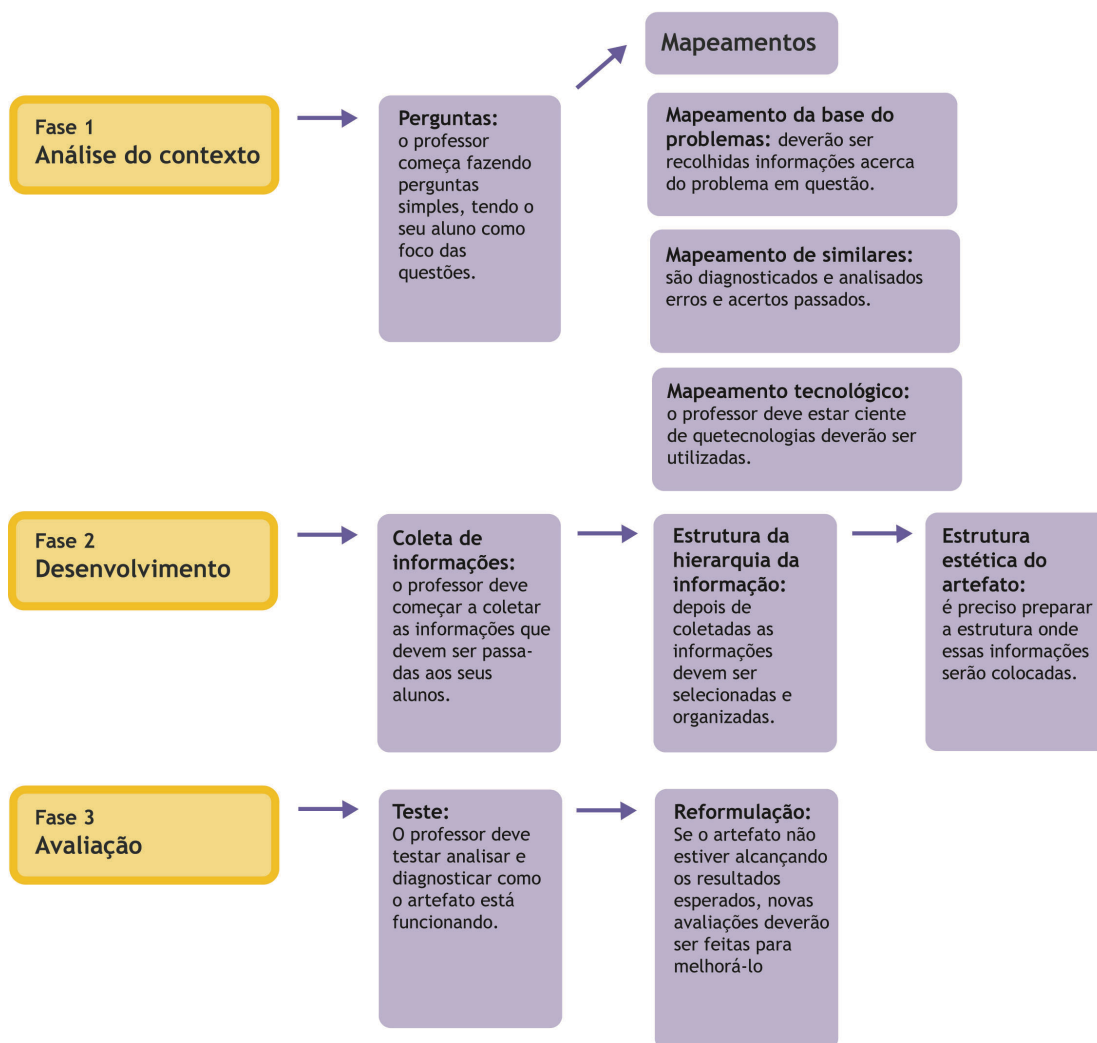 Fase 1
Análise do contexto
Perguntas:
o professor
começa fazendo
perguntas
simples, tendo o
seu aluno como
foco das
questões.
Mapeamentos
Mapeamento da base do
problemas: deverão ser
recolhidas informações acerca
do problema em questão.
Mapeamento de similares:
são diagnosticados e analisados
erros e acertos passados.
Mapeamento tecnológico:
o professor deve estar ciente
de quetecnologias deverão ser
utilizadas.
Fase 2
Desenvolvimento
Coleta de
informações:
o professor deve
começar a coletar
as informações que
devem ser passa-
das aos seus
alunos.
Estrutura da
hierarquia da
informação:
depois de
coletadas as
informações
devem ser
selecionadas e
organizadas.
Estrutura
estética do
artefato:
é preciso preparar
a estrutura onde
essas informações
serão colocadas.
Fase 3
Avaliação
Teste:
O professor deve
testar analisar e
diagnosticar como
o artefato está
funcionando.
Reformulação:
Se o artefato não
estiver alcançando
os resultados
esperados, novas
avaliações deverão
ser feitas para
melhorá-lo